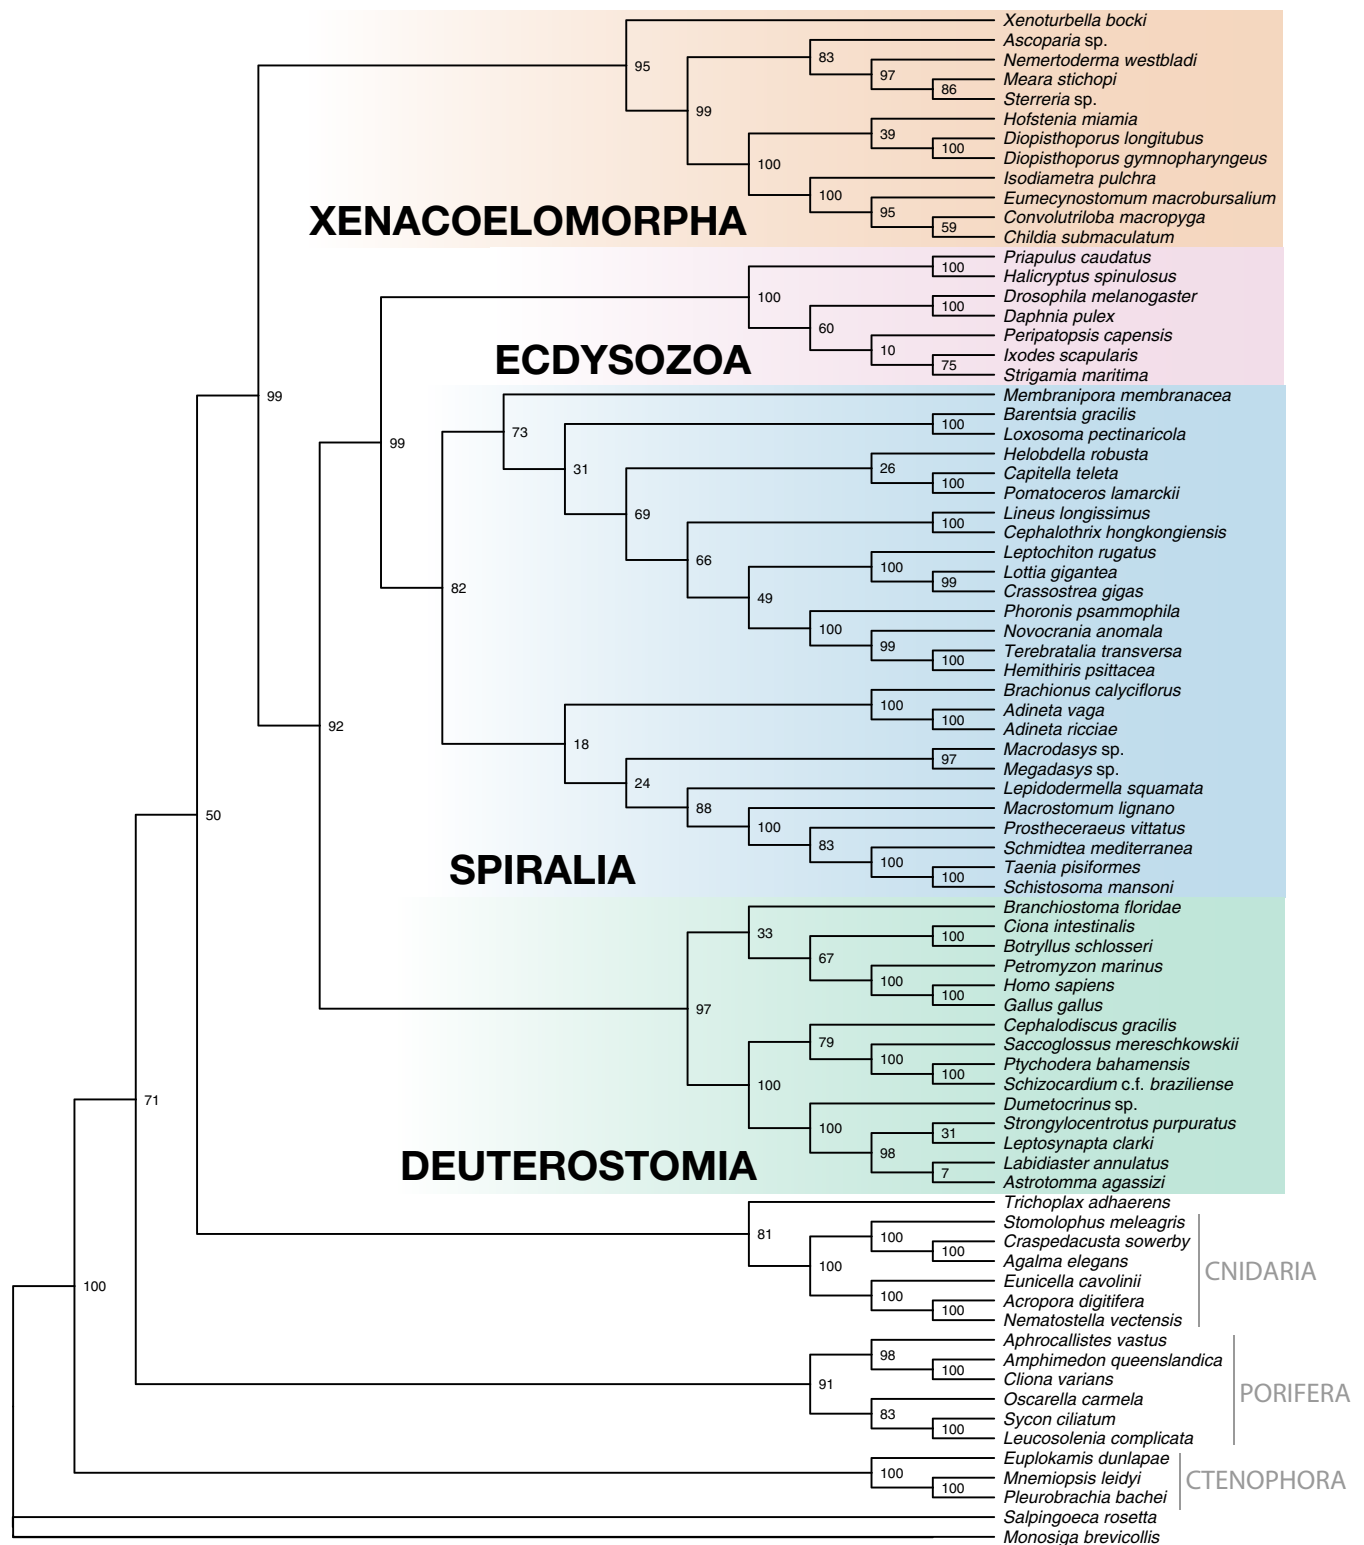 Xenoturbella bocki
Ascoparia sp.
95
83
Nemertoderma westbladi
97
Meara stichopi
86
Sterreria sp.
99
Hofstenia miamia
39
Diopisthoporus longitubus
100
Diopisthoporus gymnopharyngeus
100
Isodiametra pulchra
100
Eumecynostomum macrobursalium
95
Convolutriloba macropyga
59
XENACOELOMORPHA
Childia submaculatum
Priapulus caudatus
100
Halicryptus spinulosus
100
Drosophila melanogaster
100
Daphnia pulex
60
Peripatopsis capensis
10
Ixodes scapularis
75
ECDYSOZOA
Strigamia maritima
99
Membranipora membranacea
Barentsia gracilis
100
73
Loxosoma pectinaricola
99
Helobdella robusta
31
26
Capitella teleta
100
Pomatoceros lamarckii
69
Lineus longissimus
100
Cephalothrix hongkongiensis
66
Leptochiton rugatus
100
Lottia gigantea
99
82
Crassostrea gigas
49
Phoronis psammophila
100
Novocrania anomala
99
Terebratalia transversa
100
Hemithiris psittacea
Brachionus calyciflorus
100
Adineta vaga
100
92
Adineta ricciae
18
Macrodasys sp.
97
Megadasys sp.
24
Lepidodermella squamata
88
Macrostomum lignano
50
100
Prostheceraeus vittatus
83
Schmidtea mediterranea
100
Taenia pisiformes
100
SPIRALIA
Schistosoma mansoni
Branchiostoma floridae
33
Ciona intestinalis
100
Botryllus schlosseri
67
Petromyzon marinus
100
Homo sapiens
100
97
Gallus gallus
Cephalodiscus gracilis
79
Saccoglossus mereschkowskii
100
Ptychodera bahamensis
100
100
Schizocardium c.f. braziliense
71
Dumetocrinus sp.
100
Strongylocentrotus purpuratus
31
Leptosynapta clarki
98
Labidiaster annulatus
7
DEUTEROSTOMIA
Astrotomma agassizi
Trichoplax adhaerens
81
Stomolophus meleagris
100
Craspedacusta sowerby
100
Agalma elegans
100
CNIDARIA
Eunicella cavolinii
100
100
Acropora digitifera
100
Nematostella vectensis
Aphrocallistes vastus
98
Amphimedon queenslandica
100
Cliona varians
91
PORIFERA
Oscarella carmela
83
Sycon ciliatum
100
Leucosolenia complicata
Euplokamis dunlapae
100
Mnemiopsis leidyi
CTENOPHORA
100
Pleurobrachia bachei
Salpingoeca rosetta
Monosiga brevicollis